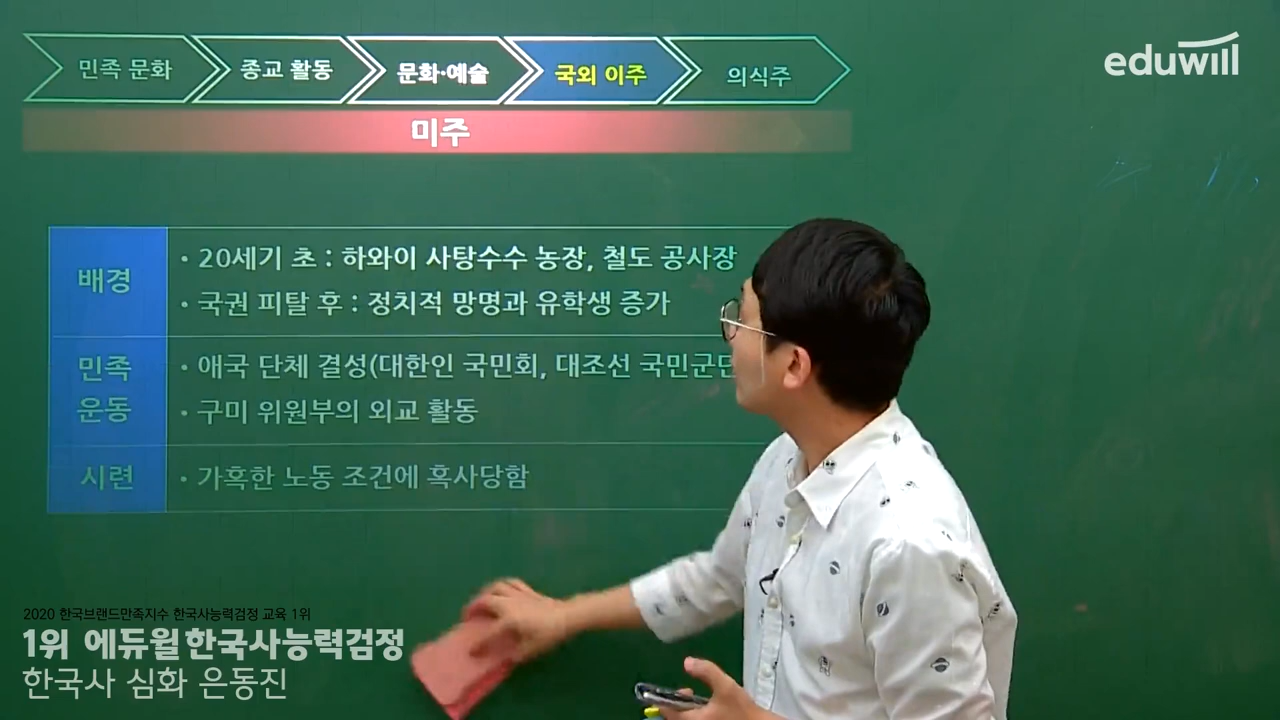 민족 문화
종교 활동
문화·예술
국외 이주
의식주
eduwill
미주
배경
• 20세기 초 : 하와이 사탕수수 농장, 철도 공사장
• 국권 피탈 후 : 정치적 망명과 유학생 증가
민족
운동
• 애국 단체 결성(대한인 국민회, 대조선 국민군단
• 구미 위원부의 외교 활동
시련
• 가혹한 노동 조건에 혹사당함
2020 한국브랜드만족지수 한국사능력검정 교육 1위
1위 에듀윌 한국사능력검정
한국사 심화 은동진